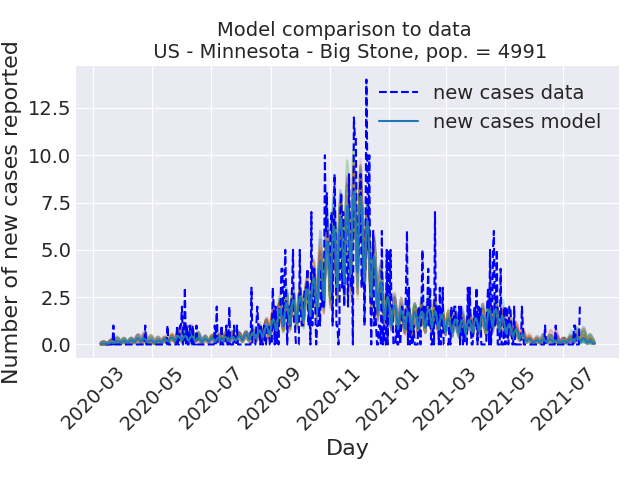 Model comparison to data
US - Minnesota - Big Stone, pop. = 4991
Number of new cases reported
12.5
10.0
7.5
5.0
2.5
0.0
new cases data
new cases model
2020-03
2020-05
2020-07
2020-09
2020-11
2021-01
2021-03
2021-05
2021-07
Day